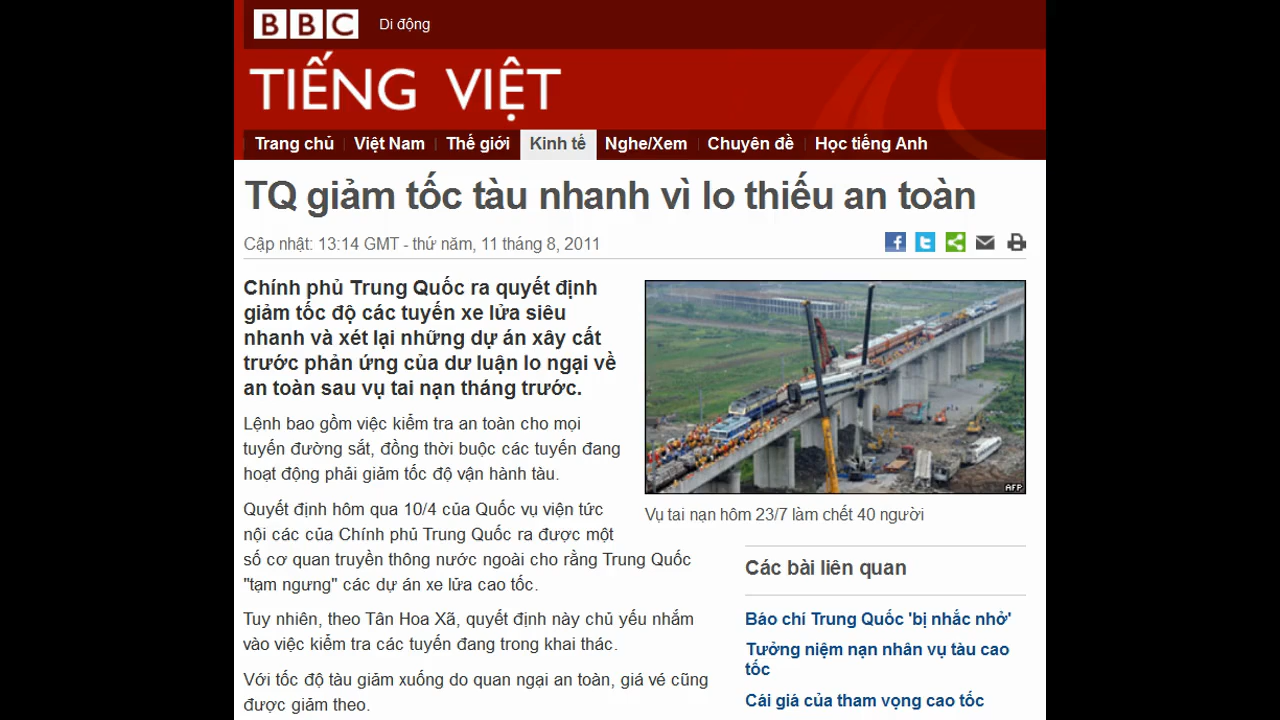 BBC Di động
TIẾNG VIỆT
Trang chủ Việt Nam Thế giới Kinh tế Nghe/Xem Chuyên đề Học tiếng Anh
TQ giảm tốc tàu nhanh vì lo thiếu an toàn
Cập nhật: 13:14 GMT - thứ năm, 11 tháng 8, 2011
Chính phủ Trung Quốc ra quyết định
giảm tốc độ các tuyến xe lửa siêu
nhanh và xét lại những dự án xây cất
trước phản ứng của dư luận lo ngại về
an toàn sau vụ tai nạn tháng trước.
Lệnh bao gồm việc kiểm tra an toàn cho mọi
tuyến đường sắt, đồng thời buộc các tuyến đang
hoạt động phải giảm tốc độ vận hành tàu.
Quyết định hôm qua 10/4 của Quốc vụ viện tức
nội các của Chính phủ Trung Quốc ra được một
số cơ quan truyền thông nước ngoài cho rằng Trung Quốc
"tạm ngưng" các dự án xe lửa cao tốc.
Tuy nhiên, theo Tân Hoa Xã, quyết định này chủ yếu nhắm
vào việc kiểm tra các tuyến đang trong khai thác.
Với tốc độ tàu giảm xuống do quan ngại an toàn, giá vé cũng
được giảm theo.
AFP
Vụ tai nạn hôm 23/7 làm chết 40 người
Các bài liên quan
Báo chí Trung Quốc 'bị nhắc nhở'
Tưởng niệm nạn nhân vụ tàu cao
tốc
Cái giá của tham vọng cao tốc